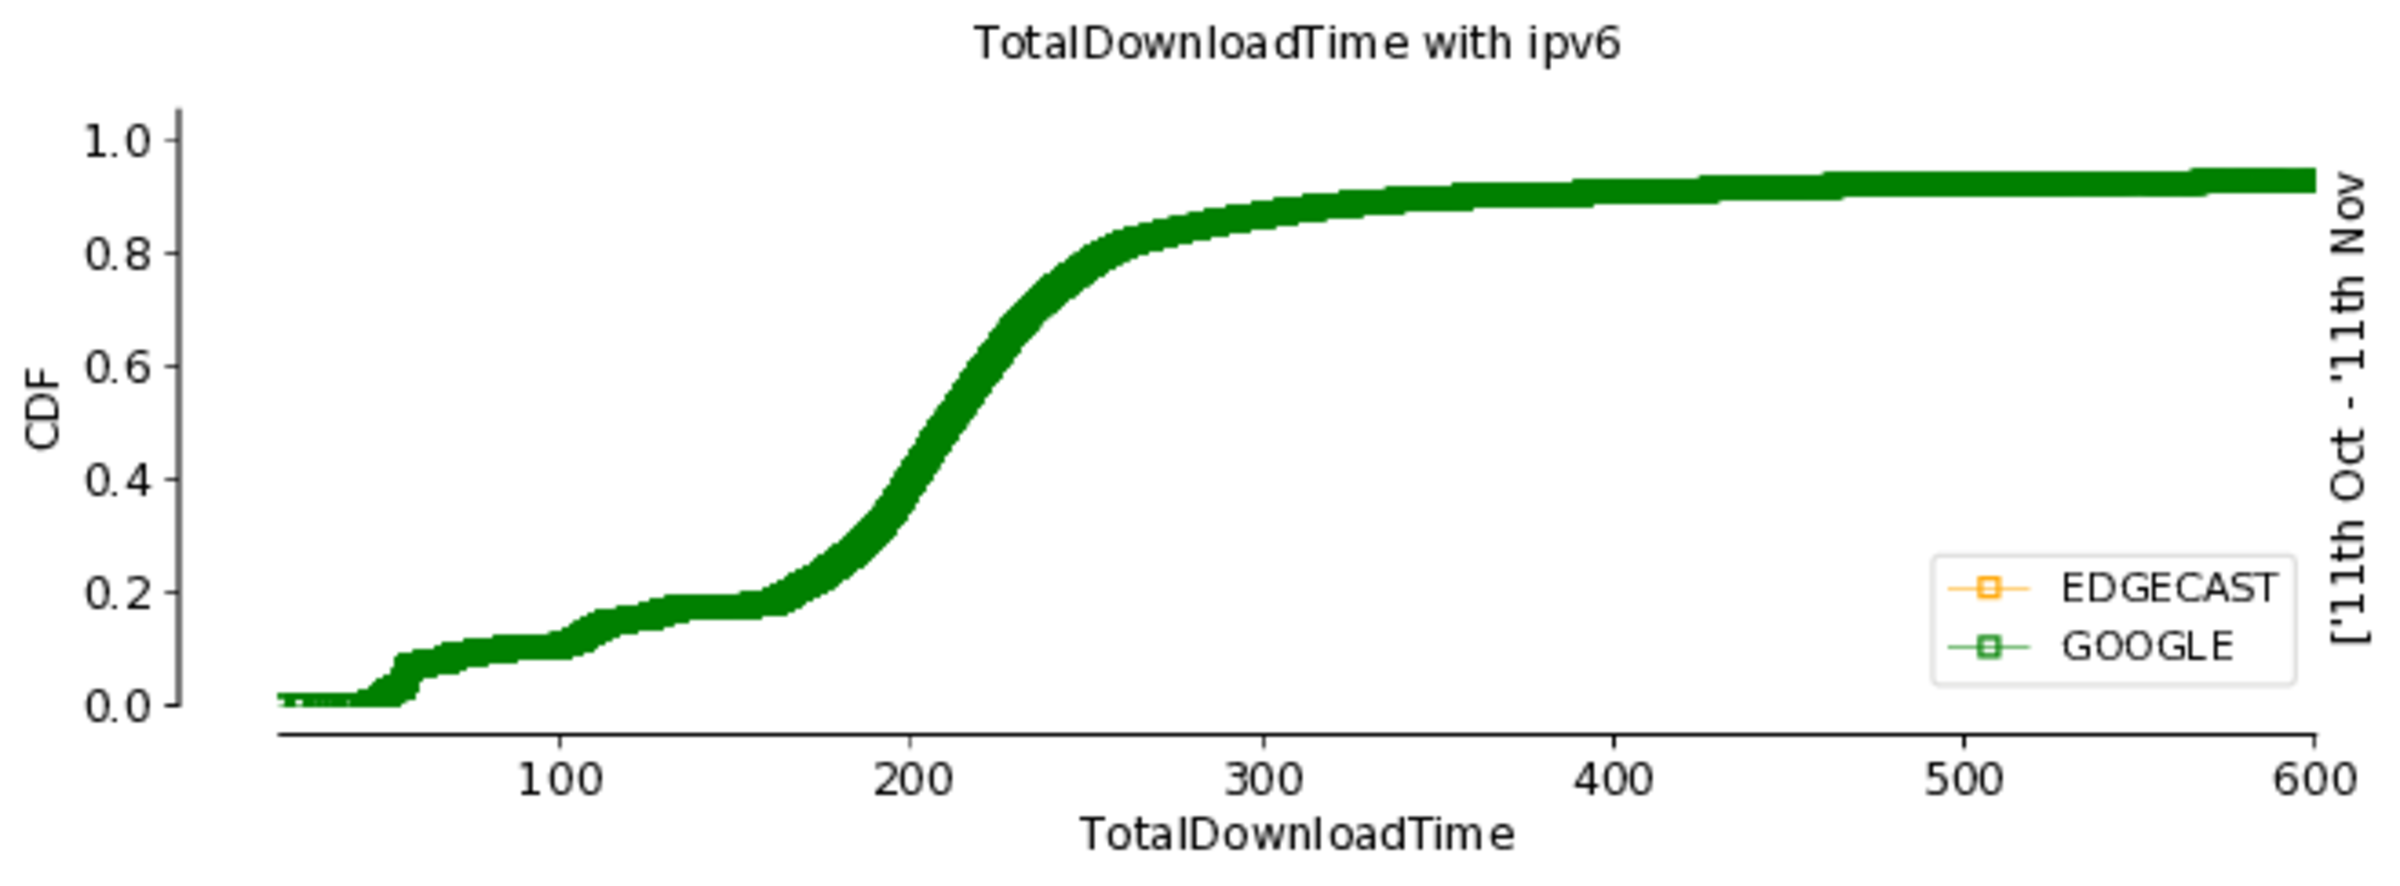 TotalDownloadTime with ipv6
CDF
1.0
0.8
0.6
0.4
0.2
0.0
100 200 300 400 500 600
TotalDownloadTime
EDGECAST
GOOGLE
['11th Oct - '11th Nov